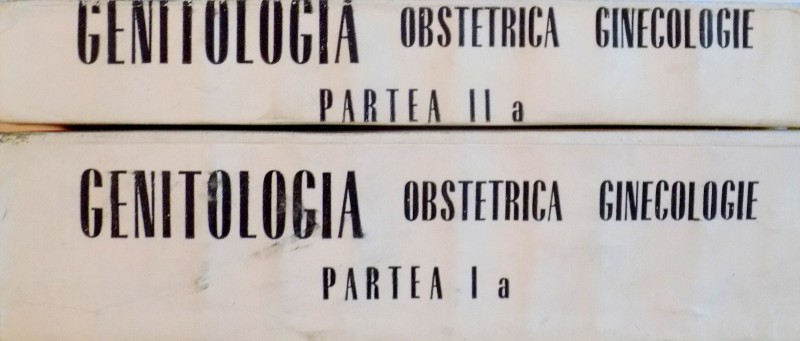 GENITOLOGIA OBSTETRICA GINECOLOGIE
PARTEA II a
GENITOLOGIA OBSTETRICA GINECOLOGIE
PARTEA I a